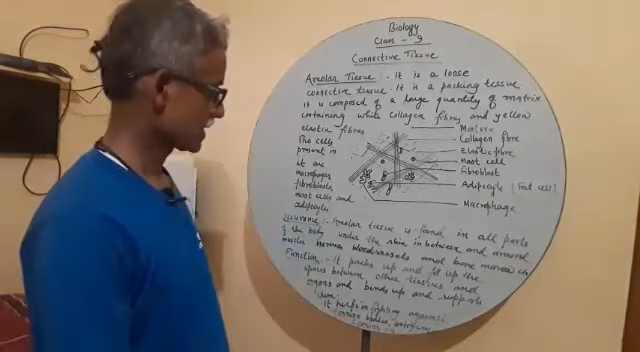 Biology
Class - 9
Connective Tissue
Areolar Tissue :- It is a loose
connective tissue. It is a packing tissue.
It is composed of a large quantity of matrix
containing white collagen fibres and yellow
elastic fibres
The cells
present in
it are
macrophages
fibroblasts,
mast cells and
adipocytes
Matrix
Collagen fibre
Elastic fibre
Mast cell
Fibroblast
Adipocyte (Fat cell)
Macrophage
Areolar tissue is found in all parts
of the body under the skin, in between and around
muscles nerves blood vessels and bone marrow
Function :- It packs up and fill up the
space between other tissues and
organs and binds up and supports
them.
It helps in fighting against
foreign bodies, antigens